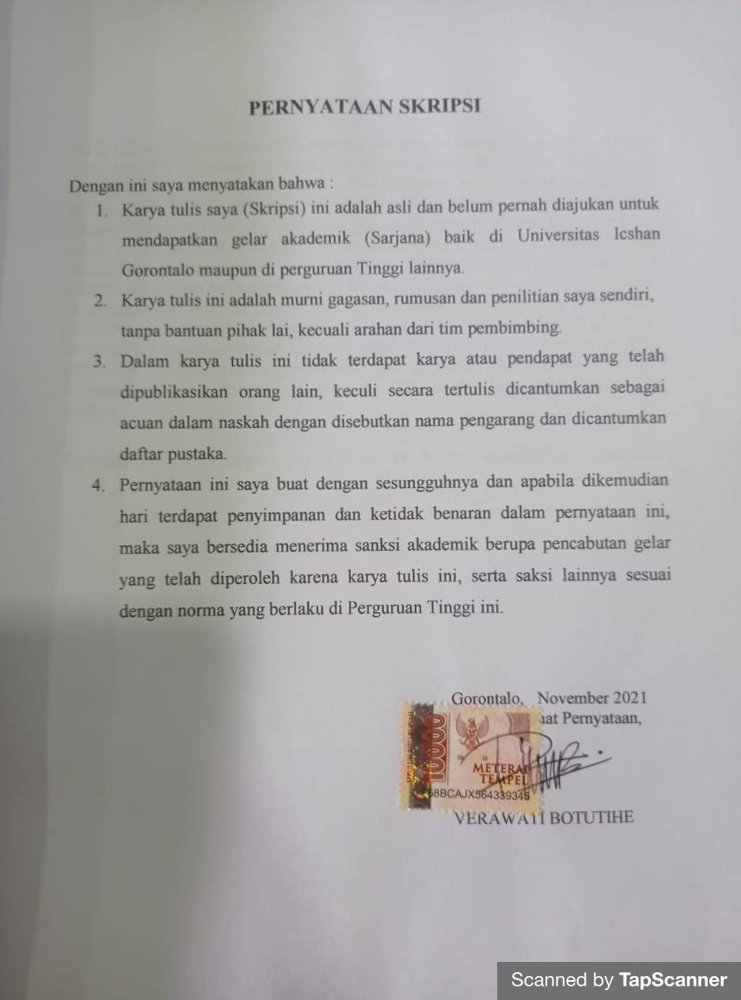 PERNYATAAN SKRIPSI
Dengan ini saya menyatakan bahwa :
1. Karya tulis saya (Skripsi) ini adalah asli dan belum pernah diajukan untuk
mendapatkan gelar akademik (Sarjana) baik di Universitas Icshan
Gorontalo maupun di perguruan Tinggi lainnya.
2. Karya tulis ini adalah murni gagasan, rumusan dan penilitian saya sendiri,
tanpa bantuan pihak lai, kecuali arahan dari tim pembimbing.
3. Dalam karya tulis ini tidak terdapat karya atau pendapat yang telah
dipublikasikan orang lain, keculi secara tertulis dicantumkan sebagai
acuan dalam naskah dengan disebutkan nama pengarang dan dicantumkan
daftar pustaka.
4. Pernyataan ini saya buat dengan sesungguhnya dan apabila dikemudian
hari terdapat penyimpanan dan ketidak benaran dalam pernyataan ini,
maka saya bersedia menerima sanksi akademik berupa pencabutan gelar
yang telah diperoleh karena karya tulis ini, serta saksi lainnya sesuai
dengan norma yang berlaku di Perguruan Tinggi ini.
Gorontalo, November 2021
uat Pernyataan,
10000
METERAI
TEMPEL
68BCAJX564339345
VERAWATI BOTUTIHE
Scanned by TapScanner